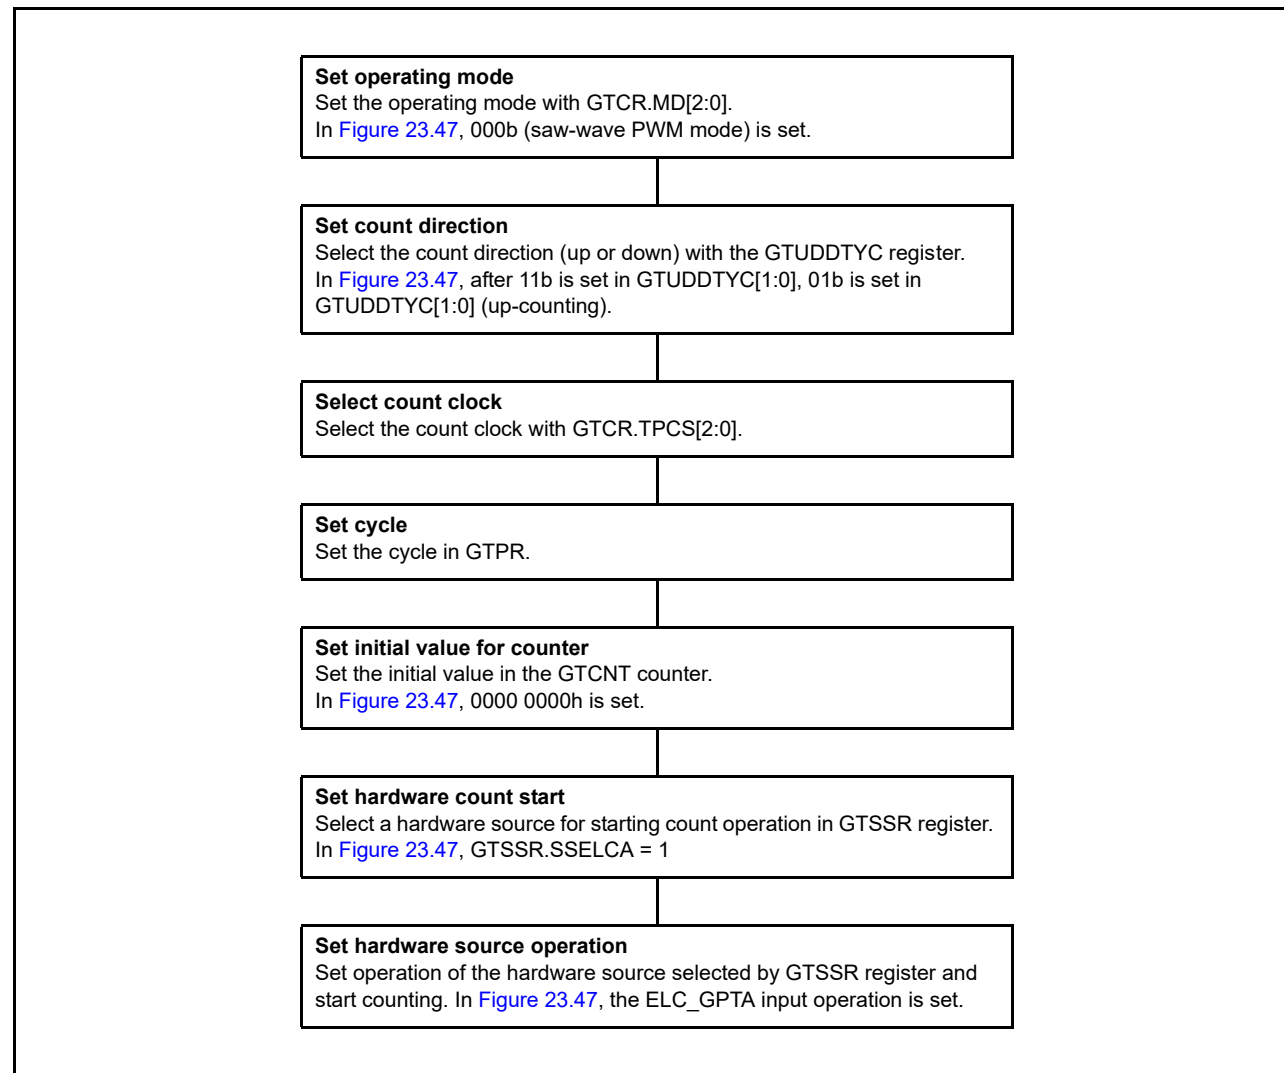 Set operating mode
Set the operating mode with GTCR.MD[2:0].
In Figure 23.47, 000b (saw-wave PWM mode) is set.
Set count direction
Select the count direction (up or down) with the GTUDDTYC register.
In Figure 23.47, after 11b is set in GTUDDTYC[1:0], 01b is set in
GTUDDTYC[1:0] (up-counting).
Select count clock
Select the count clock with GTCR.TPCS[2:0].
Set cycle
Set the cycle in GTPR.
Set initial value for counter
Set the initial value in the GTCNT counter.
In Figure 23.47, 0000 0000h is set.
Set hardware count start
Select a hardware source for starting count operation in GTSSR register.
In Figure 23.47, GTSSR.SSELCA = 1
Set hardware source operation
Set operation of the hardware source selected by GTSSR register and
start counting. In Figure 23.47, the ELC_GPTA input operation is set.